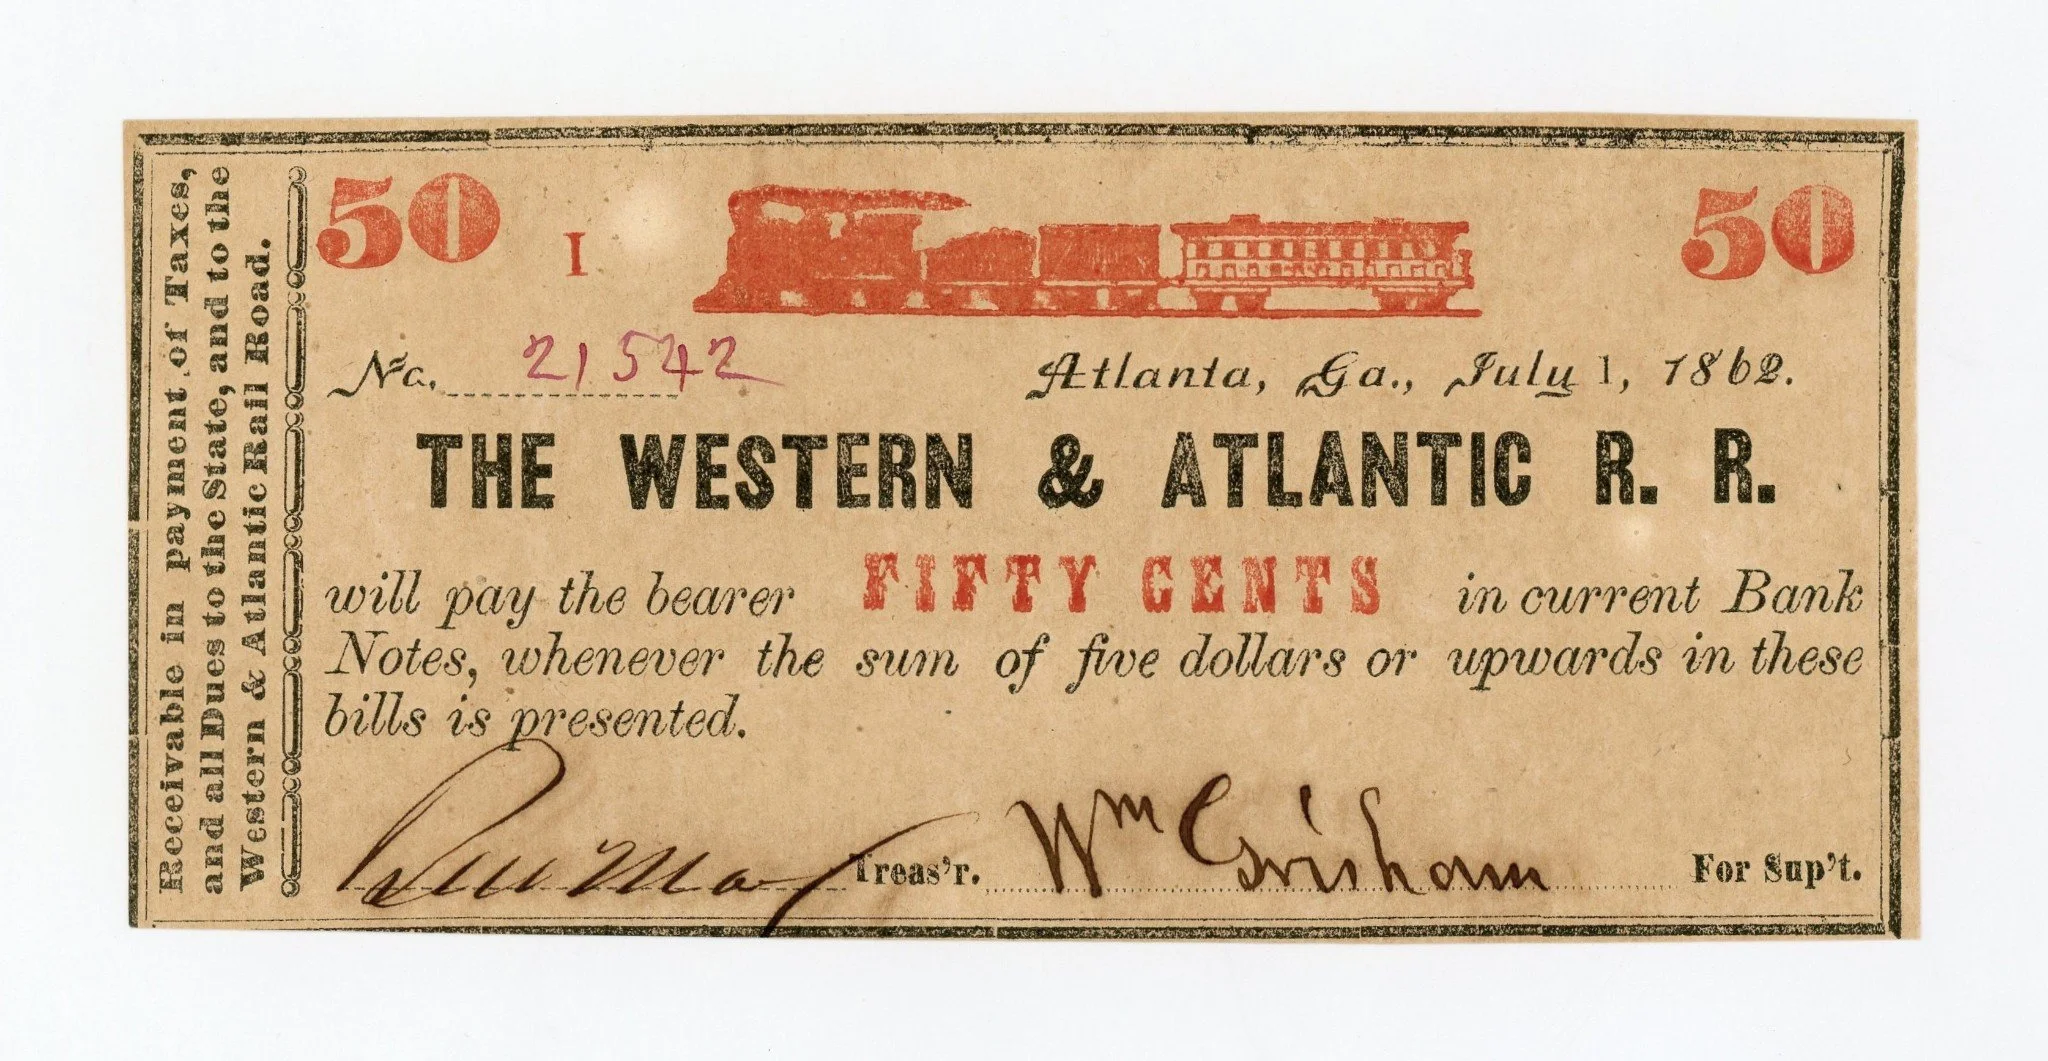 Receivable in payment of Taxes,
and all Dues to the State, and to the
Western & Atlantic Rail Road.
50 I 50
No. 21542 Atlanta, Ga., July 1, 1862.
THE WESTERN & ATLANTIC R. R.
will pay the bearer FIFTY CENTS in current Bank
Notes, whenever the sum of five dollars or upwards in these
bills is presented.
Treas'r. Wm Grisham For Sup't.